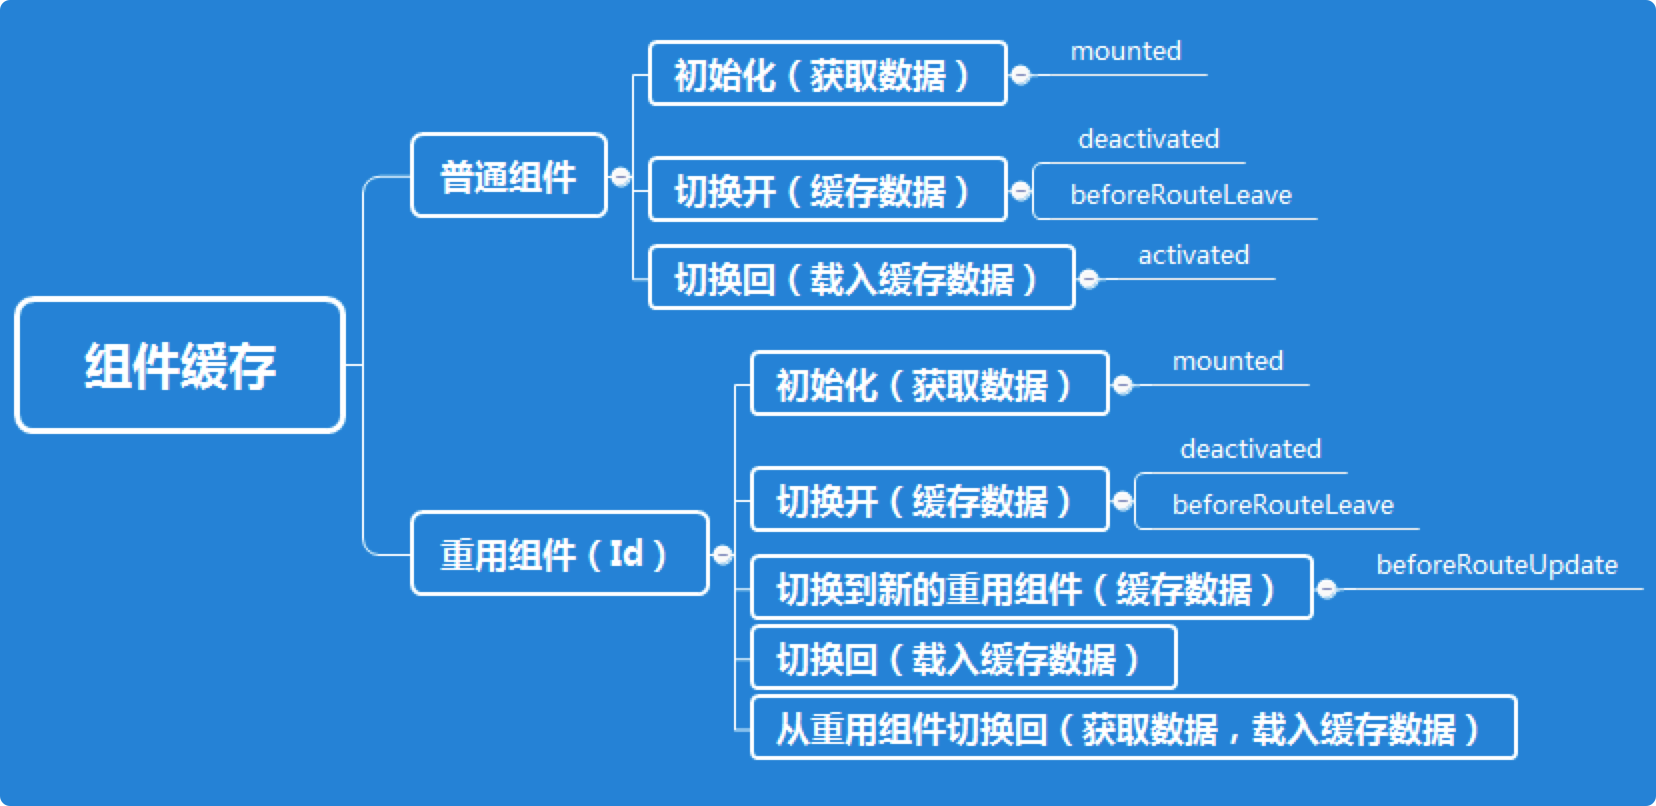 组件缓存
普通组件
初始化（获取数据）
mounted
切换开（缓存数据）
deactivated
beforeRouteLeave
切换回（载入缓存数据）
activated
重用组件（Id）
初始化（获取数据）
mounted
切换开（缓存数据）
deactivated
beforeRouteLeave
切换到新的重用组件（缓存数据）
beforeRouteUpdate
切换回（载入缓存数据）
从重用组件切换回（获取数据，载入缓存数据）